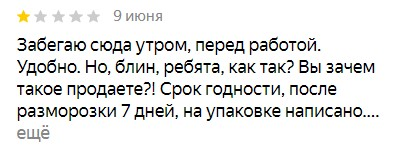 9 июня
Забегаю сюда утром, перед работой.
Удобно. Но, блин, ребята, как так? Вы зачем
такое продаете?! Срок годности, после
разморозки 7 дней, на упаковке написано....
ещё